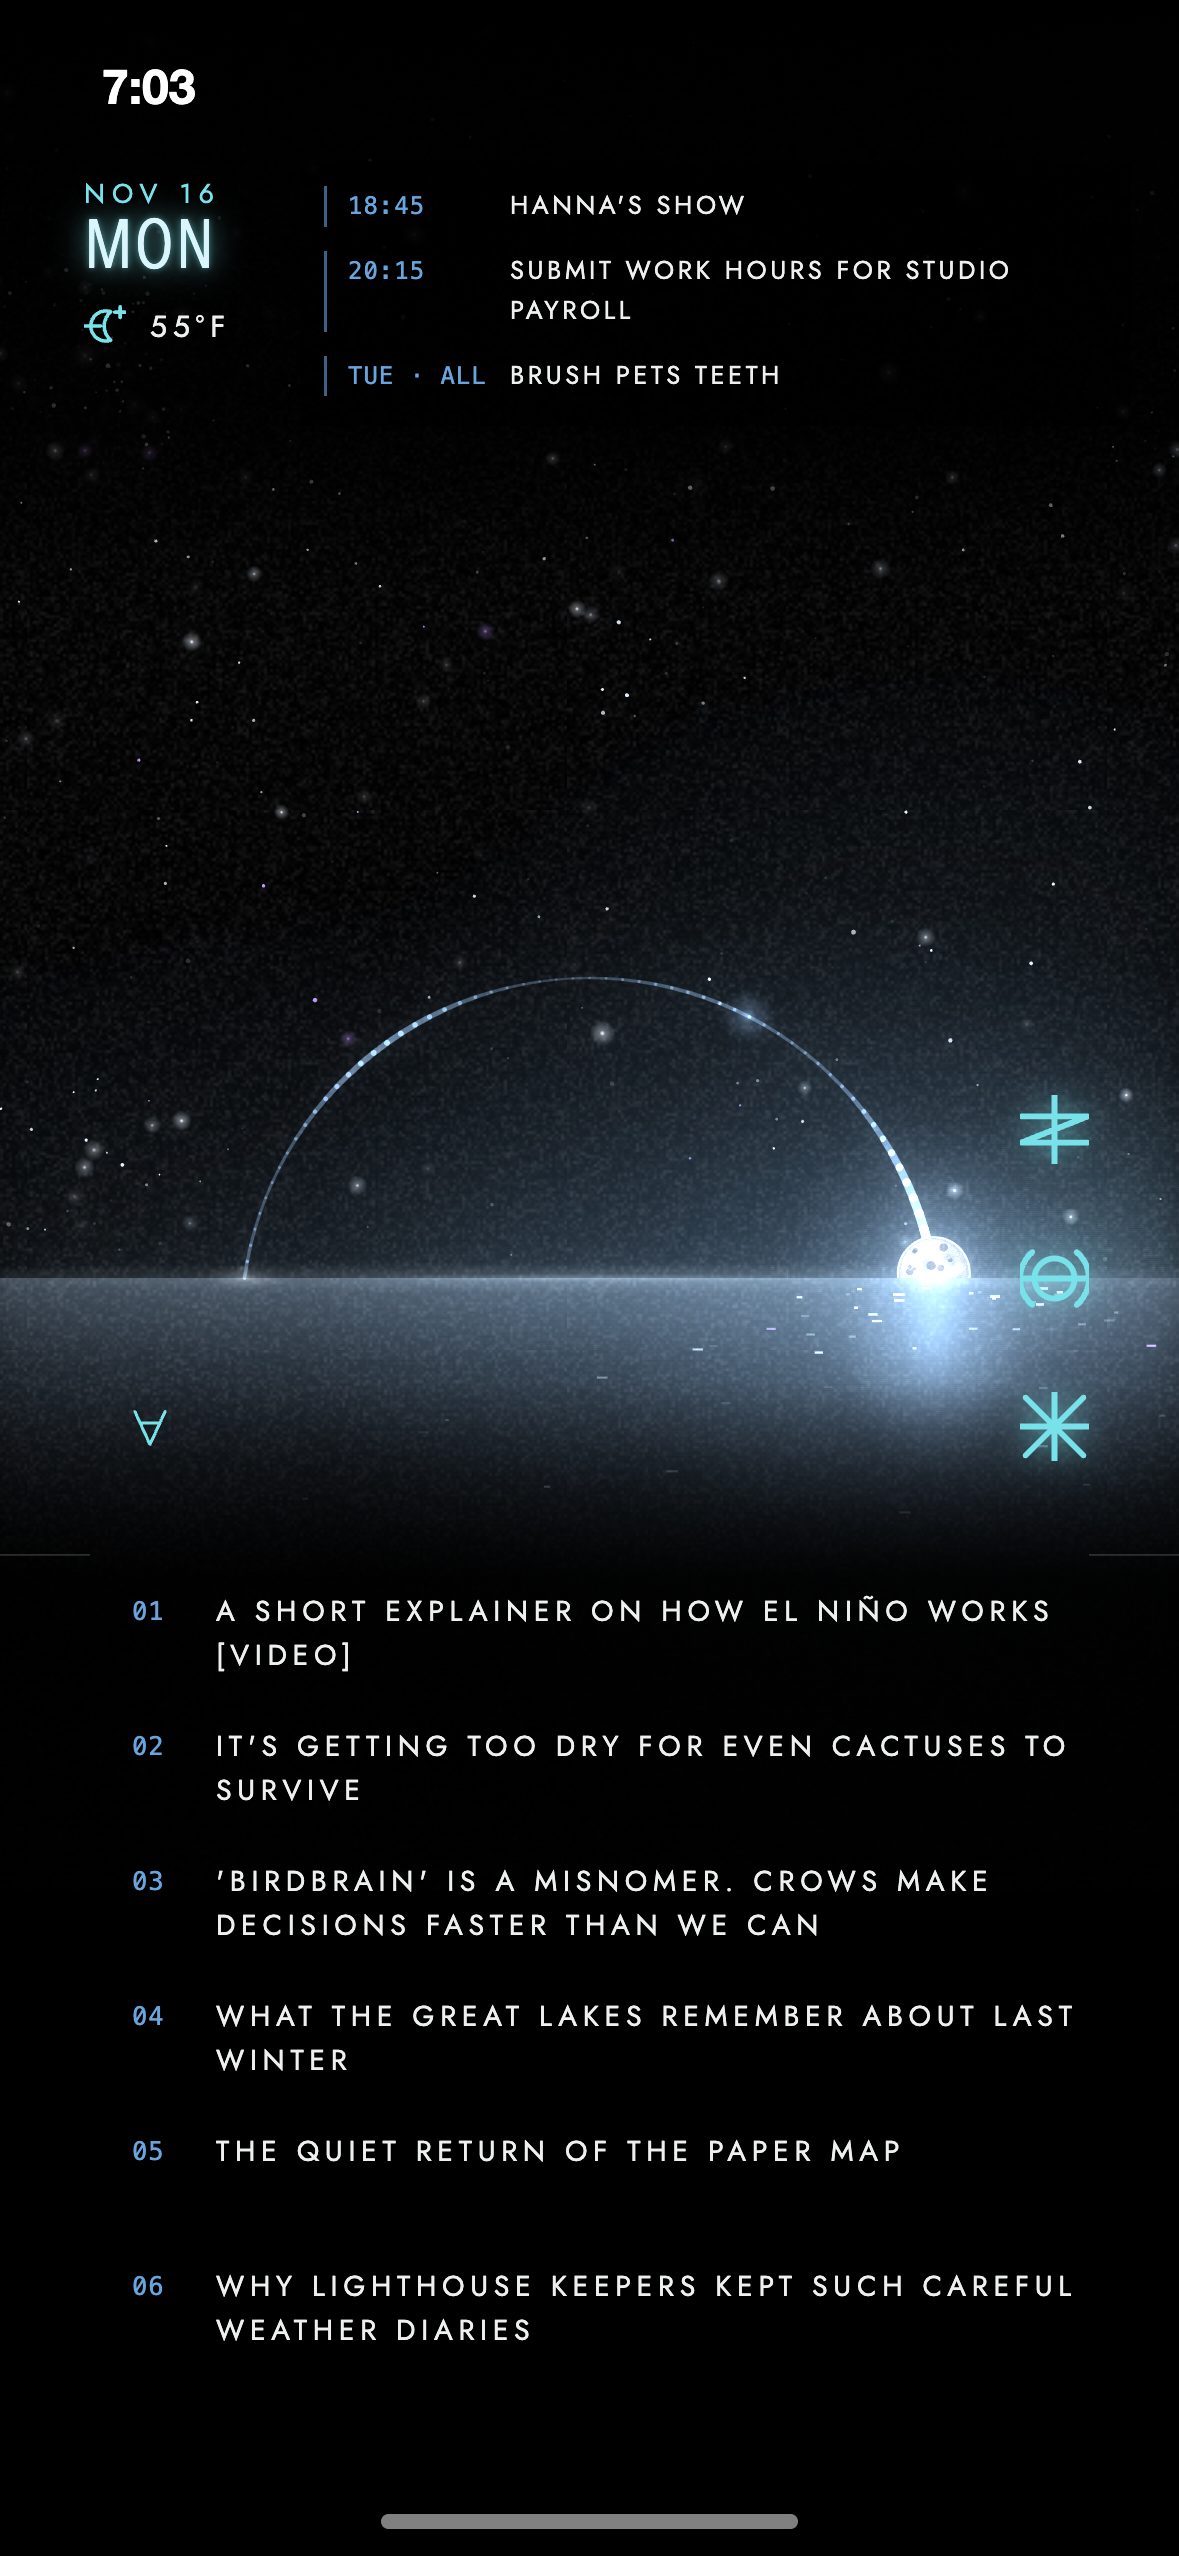 7:03
NOV 16
MON
55°F
18:45 HANNA'S SHOW
20:15 SUBMIT WORK HOURS FOR STUDIO
PAYROLL
TUE · ALL BRUSH PETS TEETH
01 A SHORT EXPLAINER ON HOW EL NIÑO WORKS
[VIDEO]
02 IT'S GETTING TOO DRY FOR EVEN CACTUSES TO
SURVIVE
03 'BIRDBRAIN' IS A MISNOMER. CROWS MAKE
DECISIONS FASTER THAN WE CAN
04 WHAT THE GREAT LAKES REMEMBER ABOUT LAST
WINTER
05 THE QUIET RETURN OF THE PAPER MAP
06 WHY LIGHTHOUSE KEEPERS KEPT SUCH CAREFUL
WEATHER DIARIES